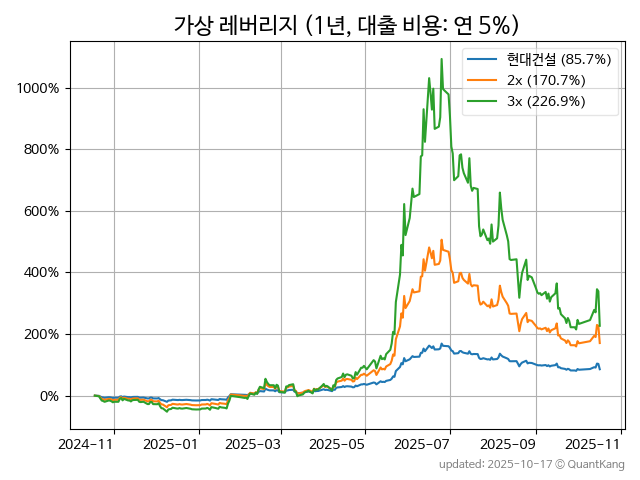 가상 레버리지 (1년, 대출 비용: 연 5%)
현대건설 (85.7%)
2x (170.7%)
3x (226.9%)
1000%
800%
600%
400%
200%
0%
2024-11
2025-01
2025-03
2025-05
2025-07
2025-09
2025-11
updated: 2025-10-17 © QuantKang